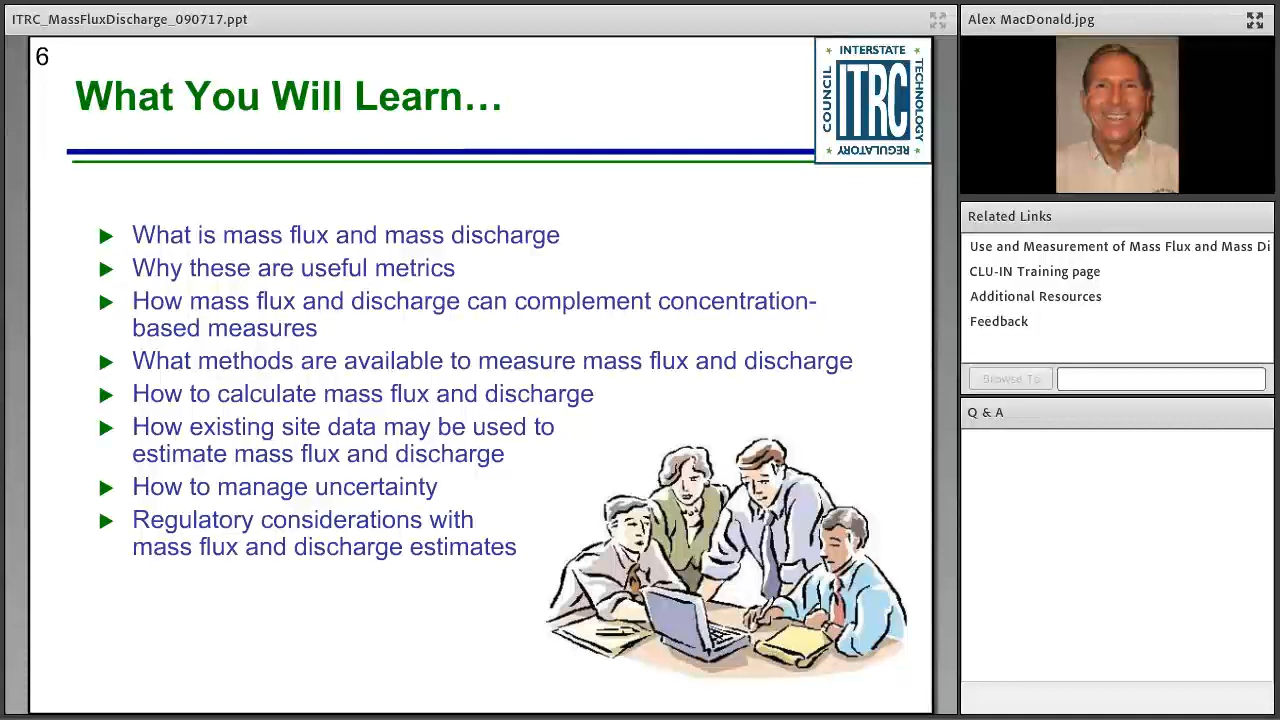 ITRC_MassFluxDischarge_090717.ppt
6
What You Will Learn…
INTERSTATE
TECHNOLOGY
REGULATORY
COUNCIL
ITRC
What is mass flux and mass discharge
Why these are useful metrics
How mass flux and discharge can complement concentration-
based measures
What methods are available to measure mass flux and discharge
How to calculate mass flux and discharge
How existing site data may be used to
estimate mass flux and discharge
How to manage uncertainty
Regulatory considerations with
mass flux and discharge estimates
Alex MacDonald.jpg
Related Links
Use and Measurement of Mass Flux and Mass Di
CLU-IN Training page
Additional Resources
Feedback
Browse To
Q & A